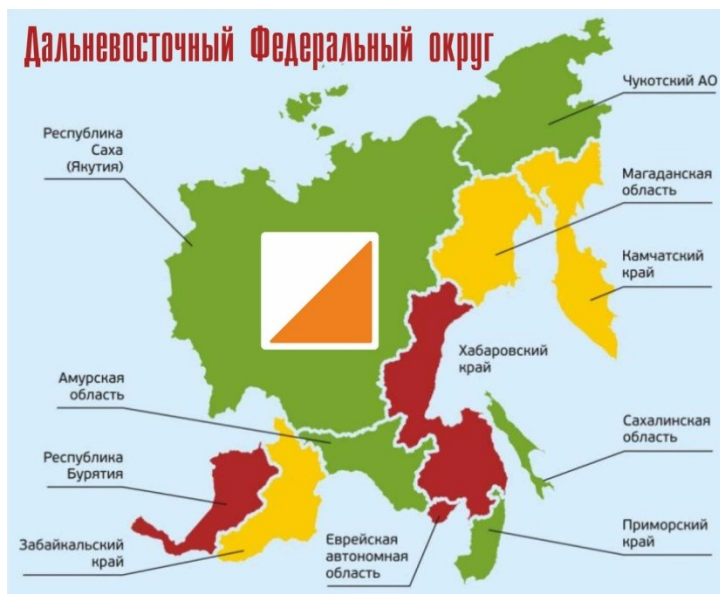 Дальневосточный Федеральный округ
Чукотский АО
Республика
Саха
(Якутия)
Магаданская
область
Камчатский
край
Хабаровский
край
Амурская
область
Сахалинская
область
Республика
Бурятия
Забайкальский
край
Еврейская
автономная
область
Приморский
край